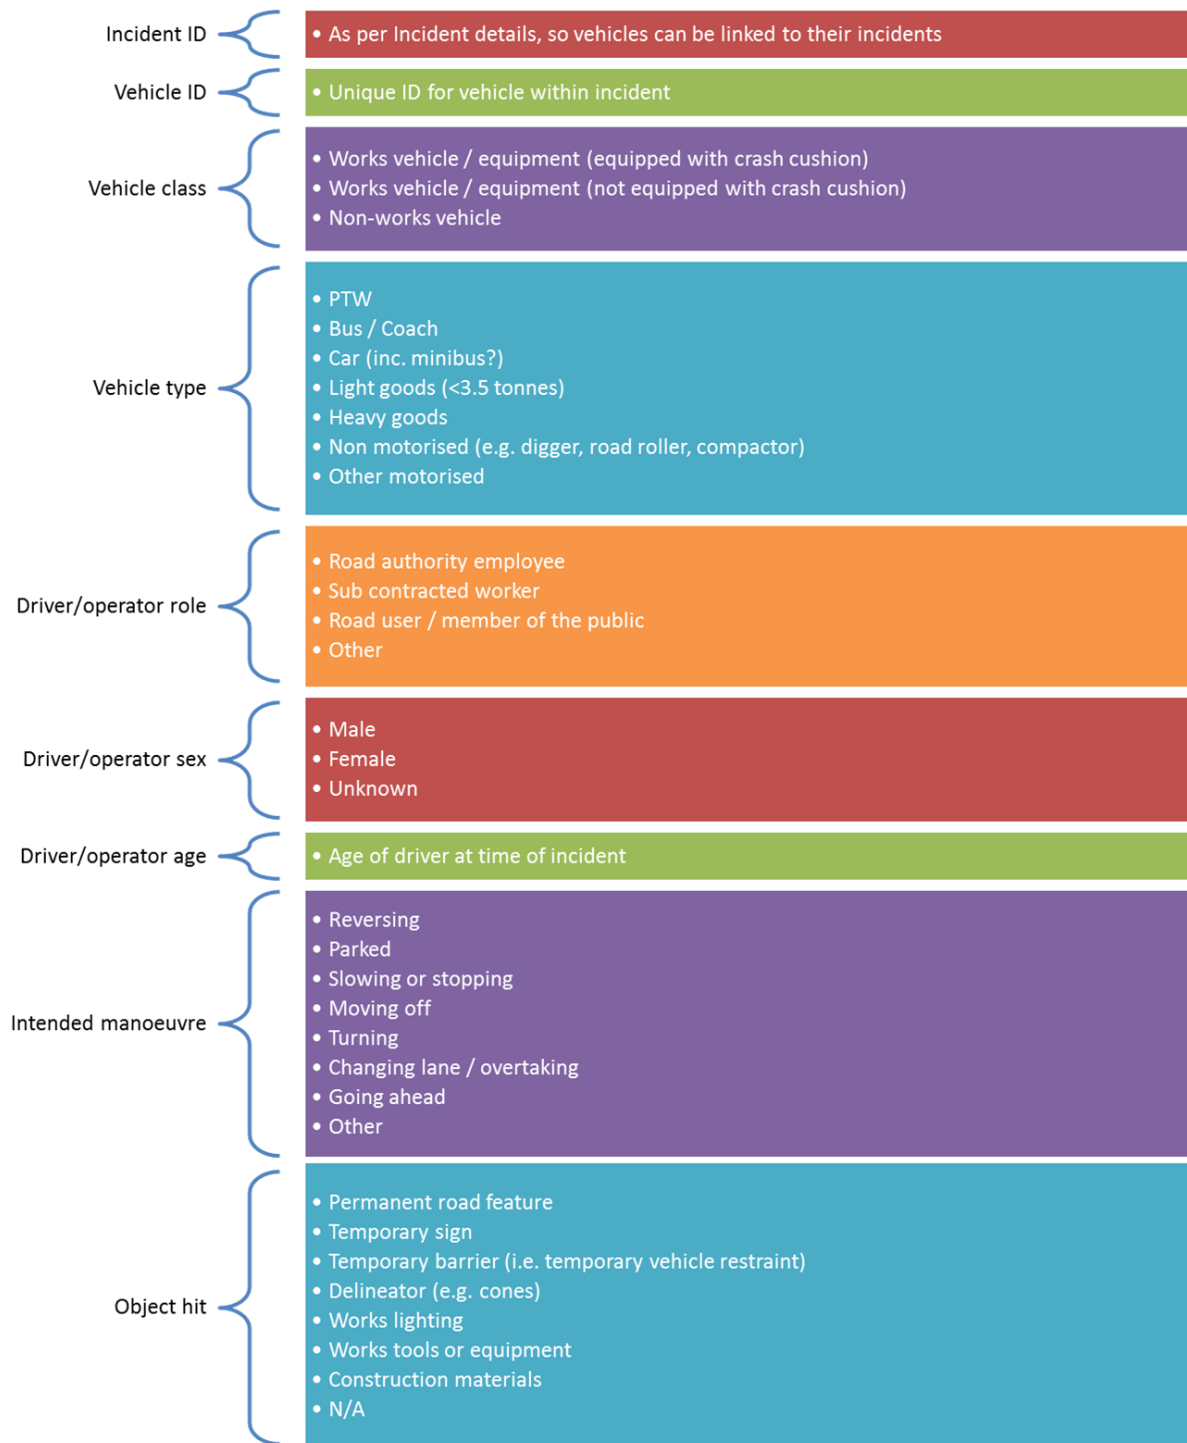 Incident ID
• As per Incident details, so vehicles can be linked to their incidents
Vehicle ID
• Unique ID for vehicle within incident
Vehicle class
• Works vehicle / equipment (equipped with crash cushion)
• Works vehicle / equipment (not equipped with crash cushion)
• Non-works vehicle
Vehicle type
• PTW
• Bus / Coach
• Car (inc. minibus?)
• Light goods (<3.5 tonnes)
• Heavy goods
• Non motorised (e.g. digger, road roller, compactor)
• Other motorised
Driver/operator role
• Road authority employee
• Sub contracted worker
• Road user / member of the public
• Other
Driver/operator sex
• Male
• Female
• Unknown
Driver/operator age
• Age of driver at time of incident
Intended manoeuvre
• Reversing
• Parked
• Slowing or stopping
• Moving off
• Turning
• Changing lane / overtaking
• Going ahead
• Other
Object hit
• Permanent road feature
• Temporary sign
• Temporary barrier (i.e. temporary vehicle restraint)
• Delineator (e.g. cones)
• Works lighting
• Works tools or equipment
• Construction materials
• N/A